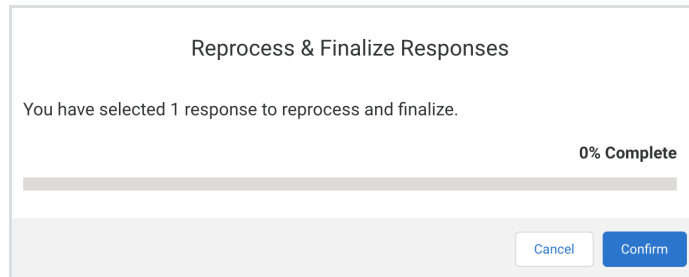 Reprocess & Finalize Responses
You have selected 1 response to reprocess and finalize.
0% Complete
Cancel
Confirm